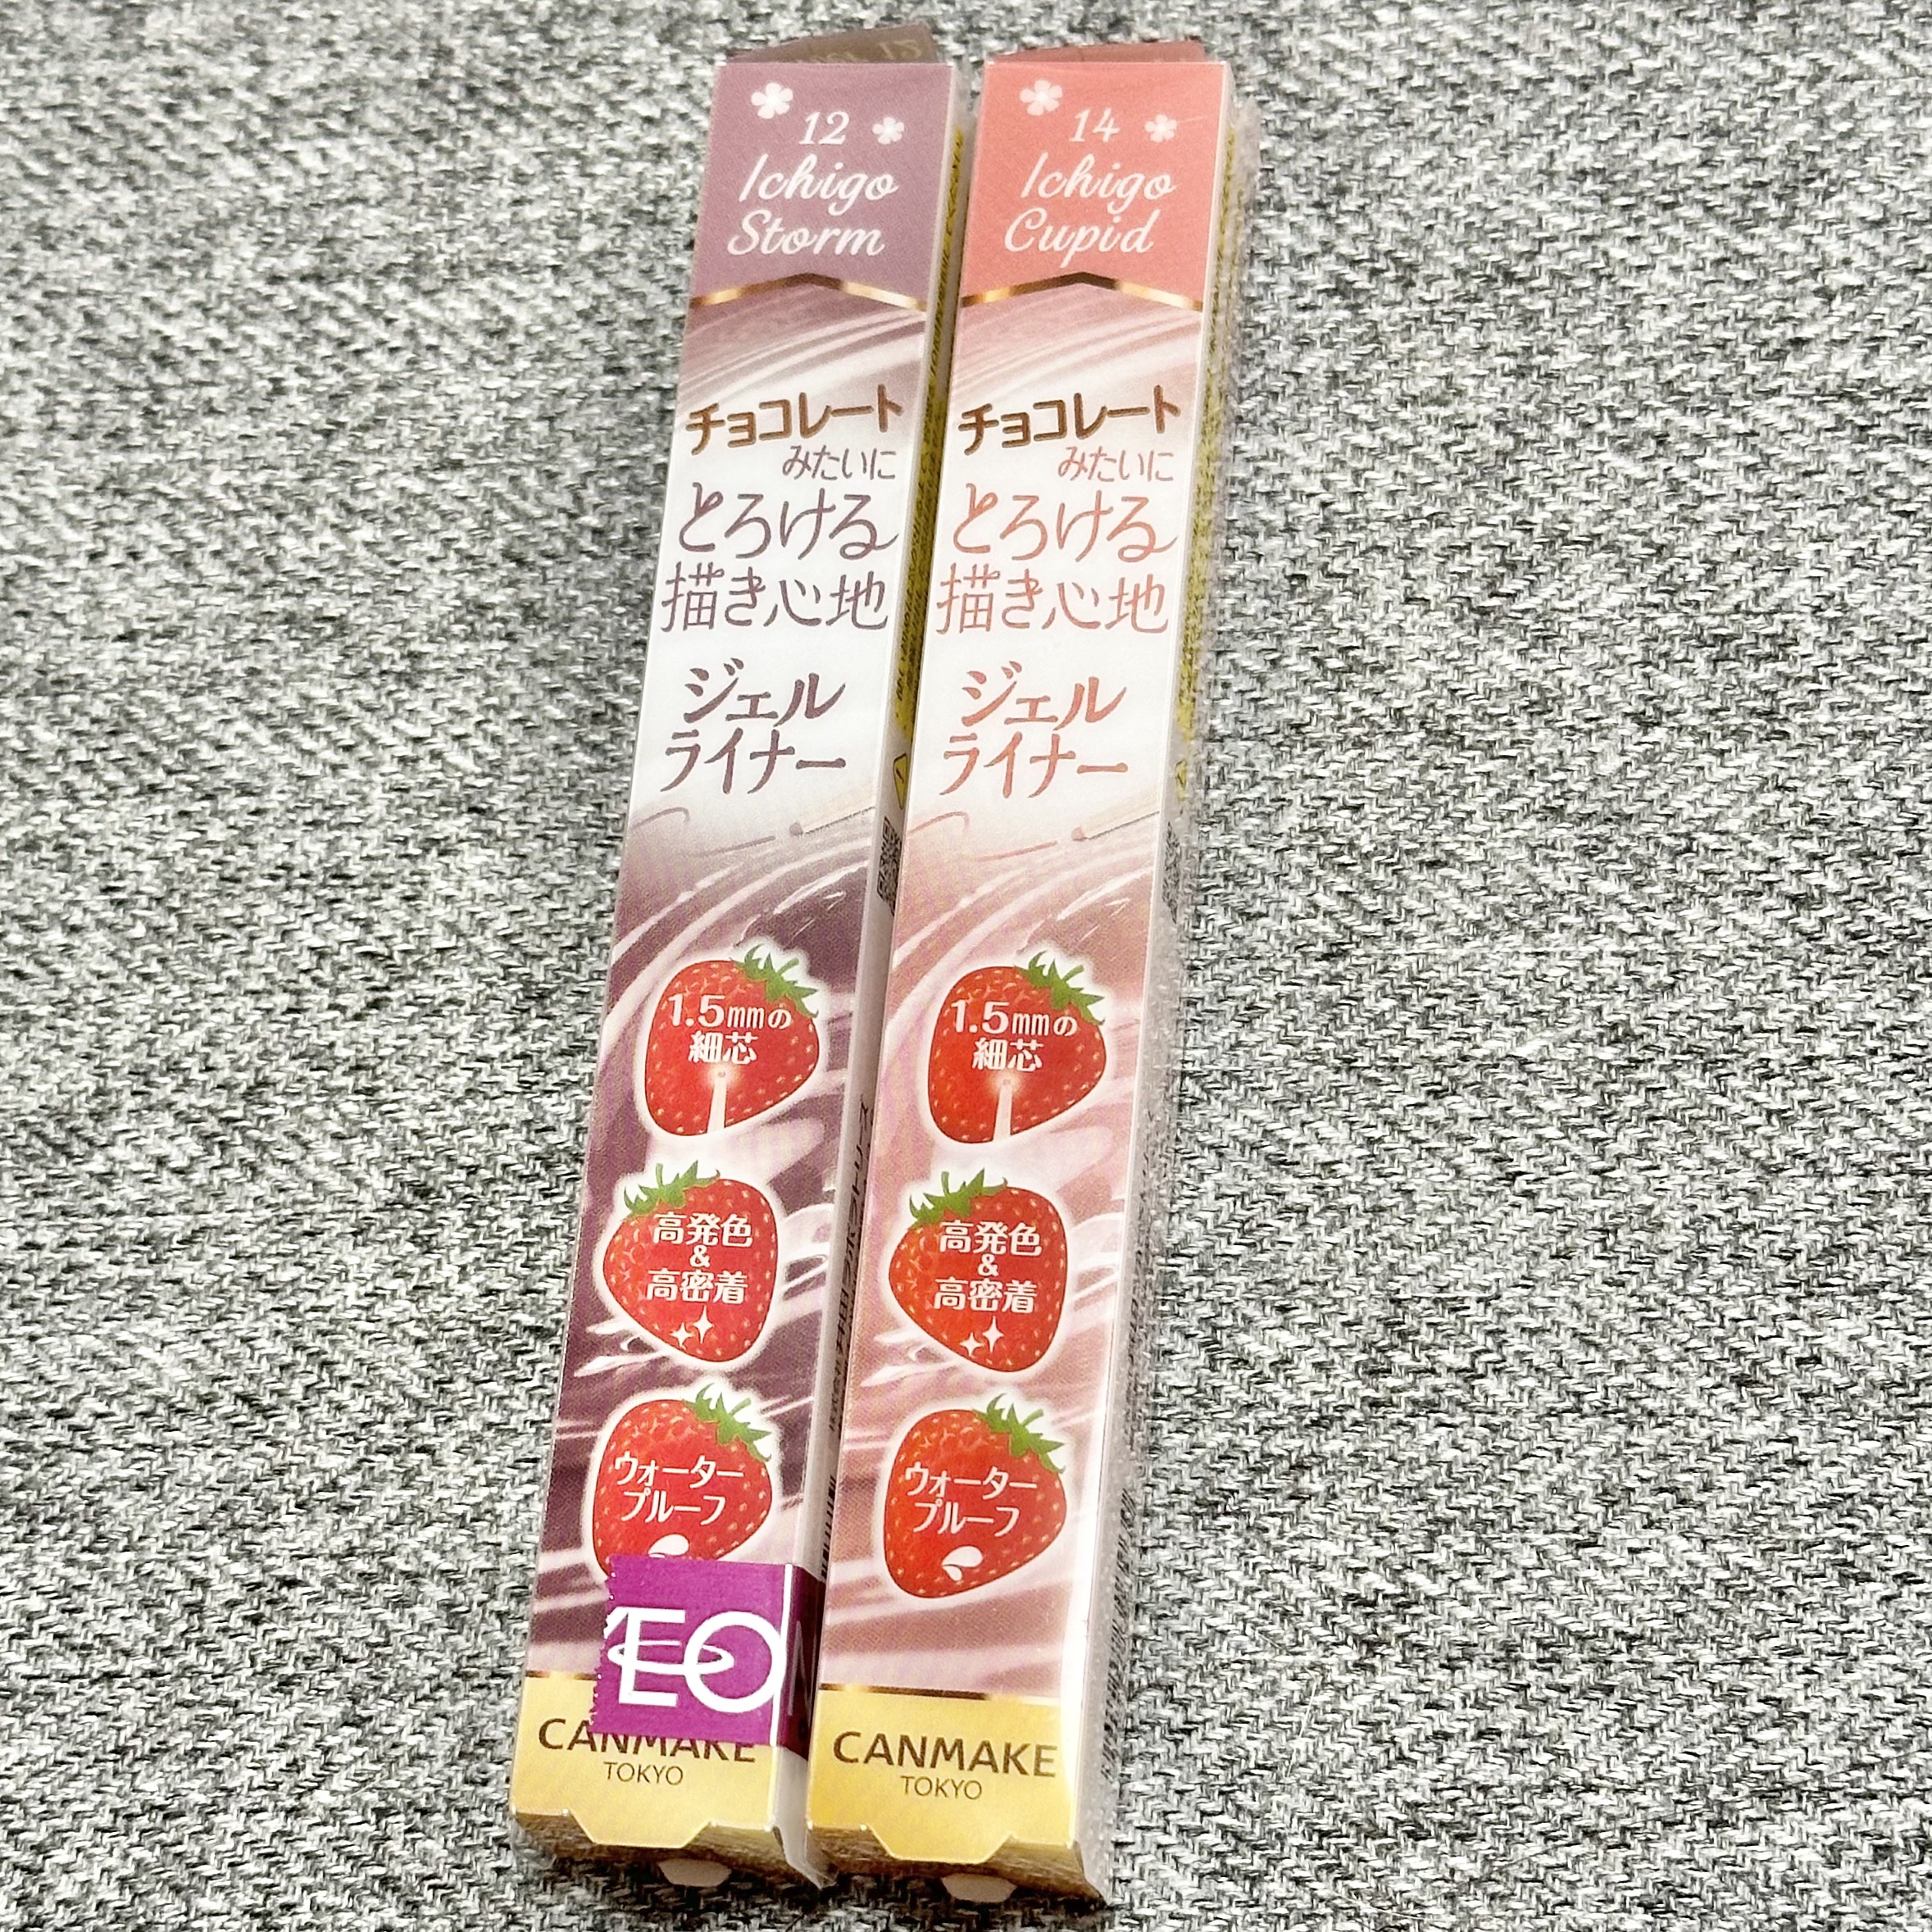 12
Ichigo
Storm
チョコレート
みたいに
とろける
描き心地
ジェル
ライナー
1.5mmの
細芯
高発色
&
高密着
ウォーター
プルーフ
ÆON
CANMAKE
TOKYO
14
Ichigo
Cupid
チョコレート
みたいに
とろける
描き心地
ジェル
ライナー
1.5mmの
細芯
高発色
&
高密着
ウォーター
プルーフ
CANMAKE
TOKYO